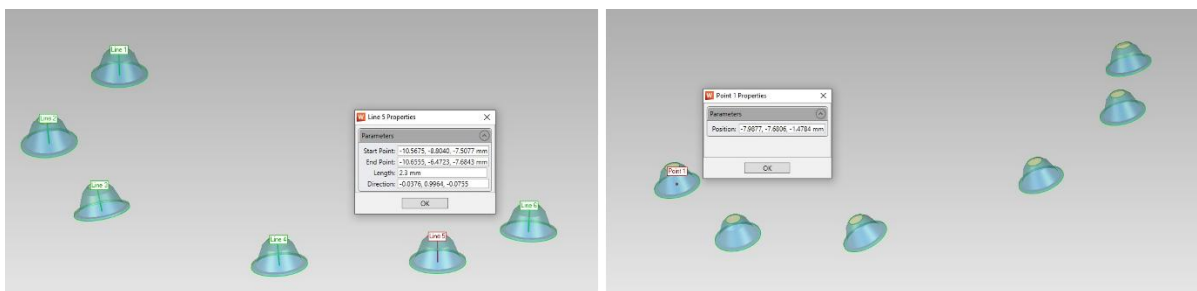 Line 1
Line 2
Line 3
Line 4
Line 5
Line 6
Line 5 Properties
Parameters
Start Point: -10.5675, -8.8040, -7.5077 mm
End Point: -10.6555, -6.4723, -7.6843 mm
Length: 2.3 mm
Direction: -0.0376, 0.9964, -0.0755
OK
Point 1 Properties
Parameters
Position: -7.9877, -7.6806, -1.4784 mm
OK
Point 1